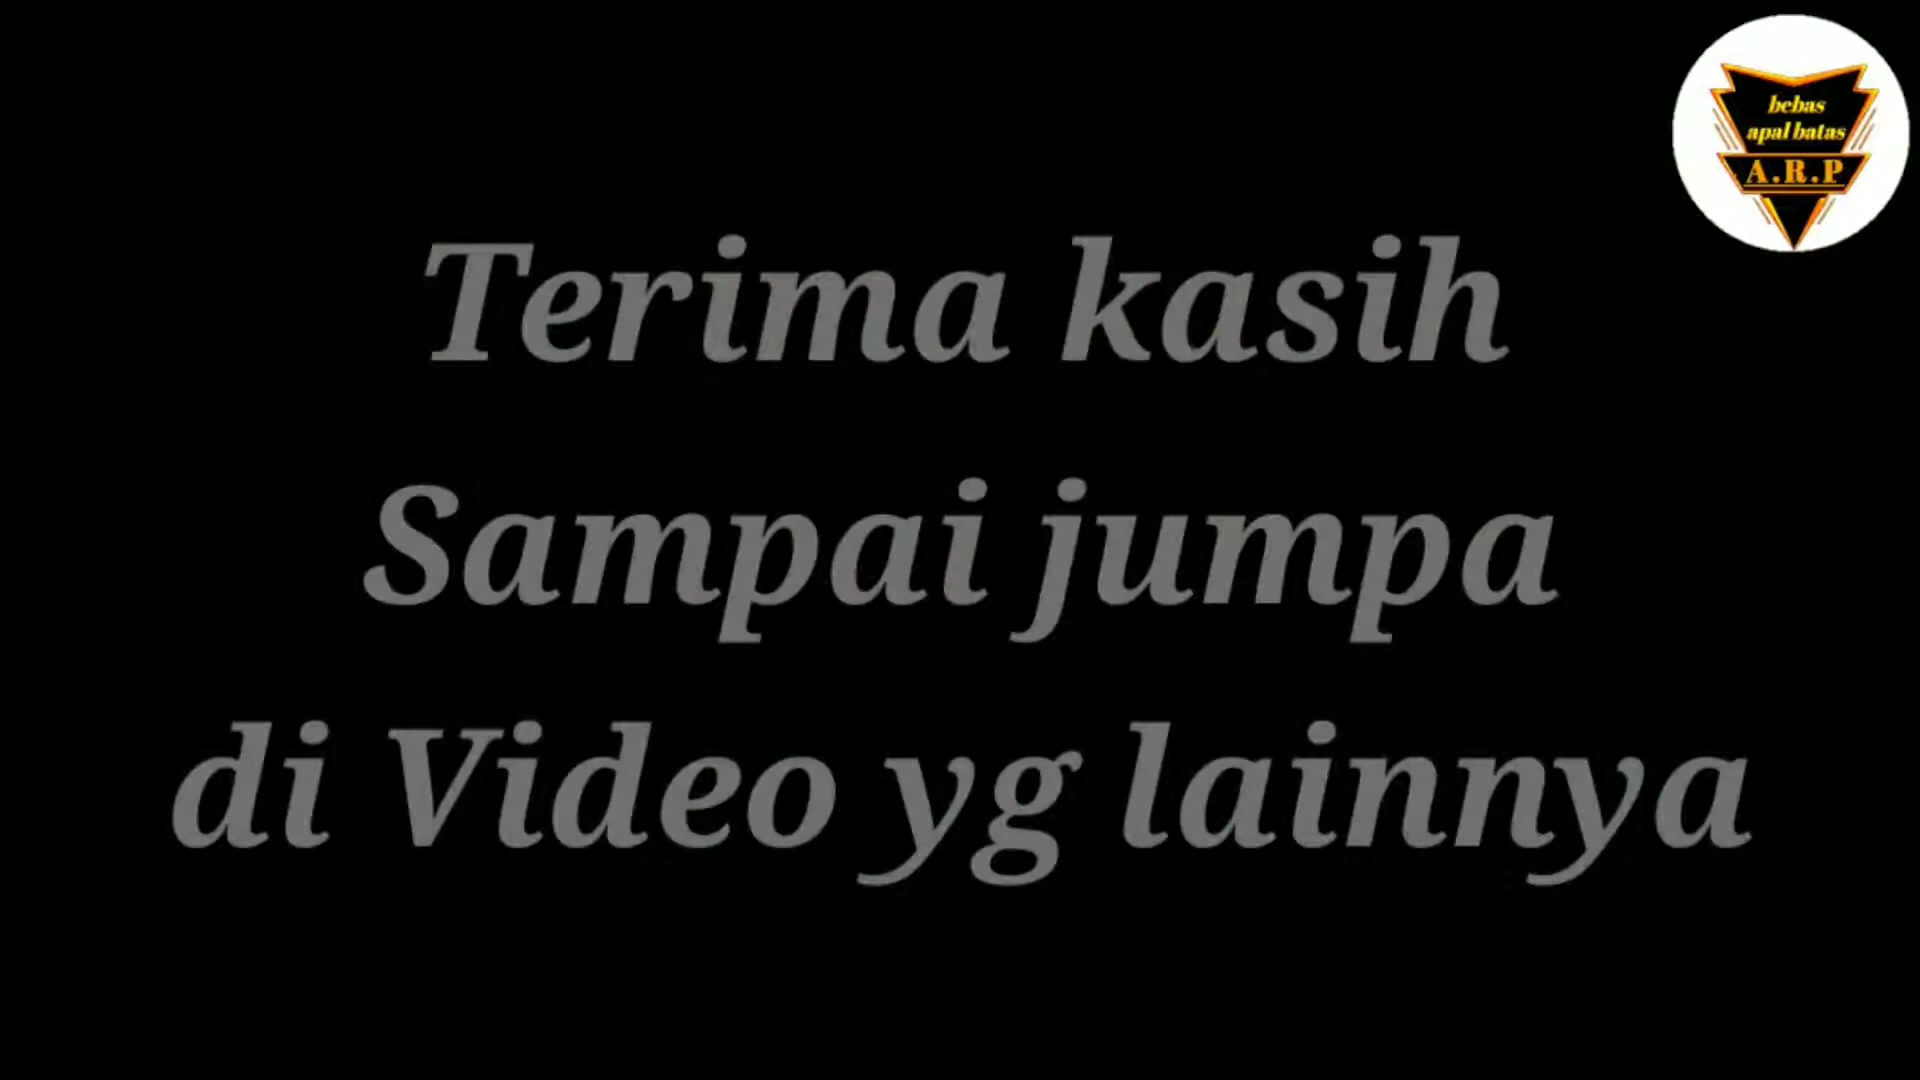 bebas
apal batas
A.R.P
Terima kasih
Sampai jumpa
di Video yg lainnya